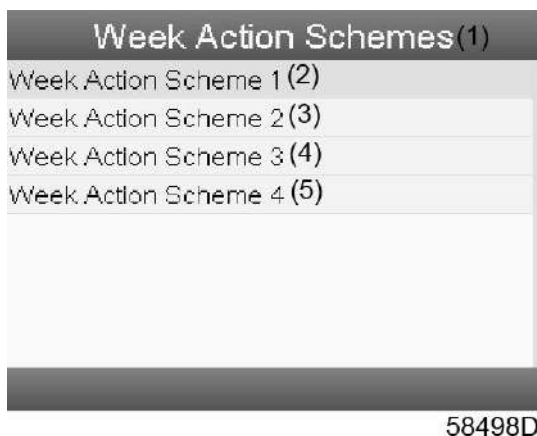 Week Action Schemes(1)
Week Action Scheme 1(2)
Week Action Scheme 2(3)
Week Action Scheme 3(4)
Week Action Scheme 4(5)
58498D